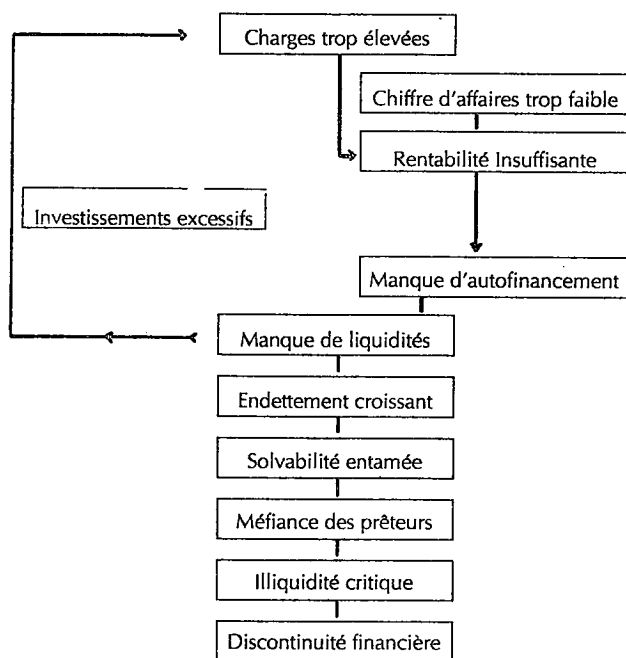 Charges trop élevées
Chiffre d'affaires trop faible
Rentabilité Insuffisante
Investissements excessifs
Manque d'autofinancement
Manque de liquidités
Endettement croissant
Solvabilité entamée
Méfiance des prêteurs
Illiquidité critique
Discontinuité financière